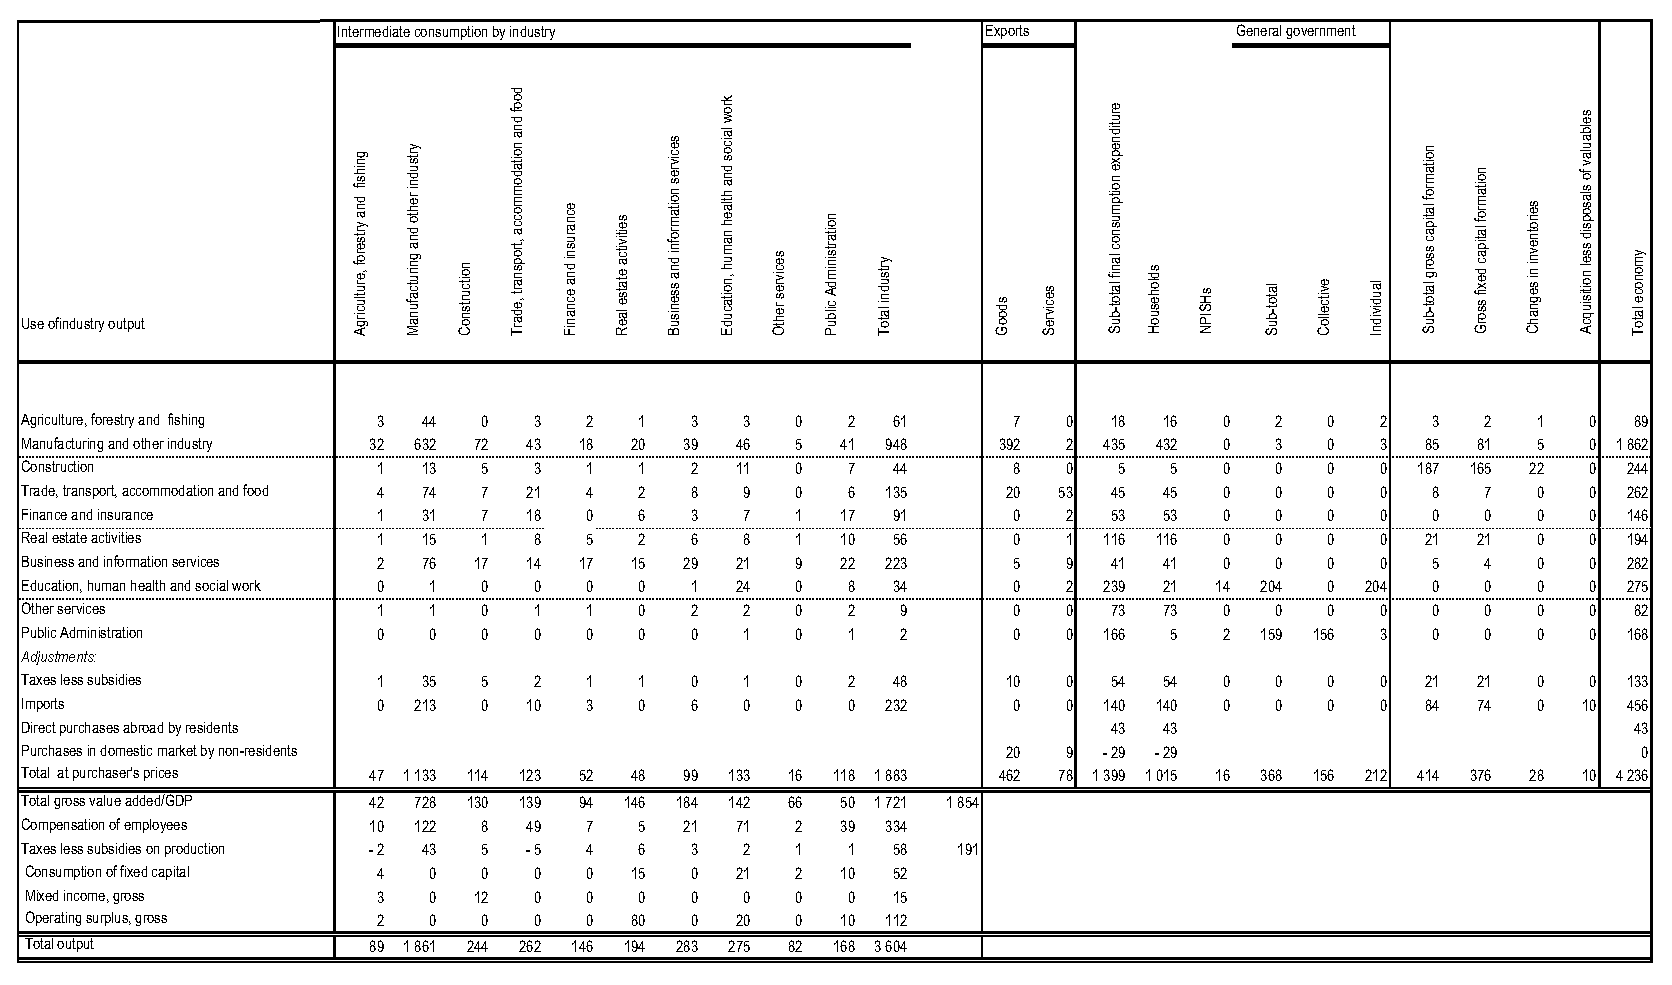 Intermediate consumption by industry Exports General government
Use ofindustry output Agriculture, forestry and fishing Manufacturing and other industry Construction Trade, transport, accommodation and food Finance and insurance Real estate activities Business and information services Education, human health and social work Other services Public Administration Total industry Goods Services Sub-total final consumption expenditure Households NPISHs Sub-total Collective Individual Sub-total gross capital formation Gross fixed capital formation Changes in inventories Acquisition less disposals of valuables Total economy
Agriculture, forestry and fishing 3 44 0 3 2 1 3 3 0 2 61 7 0 18 16 0 2 0 2 3 2 1 0 89
Manufacturing and other industry 32 632 72 43 18 20 39 46 5 41 948 392 2 435 432 0 3 0 3 85 81 5 0 1 862
Construction 1 13 5 3 1 1 2 11 0 7 44 8 0 5 5 0 0 0 0 187 165 22 0 244
Trade, transport, accommodation and food 4 74 7 21 4 2 8 9 0 6 135 20 53 45 45 0 0 0 0 8 7 0 0 262
Finance and insurance 1 31 7 18 0 6 3 7 1 17 91 0 2 53 53 0 0 0 0 0 0 0 0 146
Real estate activities 1 15 1 8 5 2 6 8 1 10 56 0 1 116 116 0 0 0 0 21 21 0 0 194
Business and information services 2 76 17 14 17 15 29 21 9 22 223 5 9 41 41 0 0 0 0 5 4 0 0 282
Education, human health and social work 0 1 0 0 0 0 1 24 0 8 34 0 2 239 21 14 204 0 204 0 0 0 0 275
Other services 1 1 0 1 1 0 2 2 0 2 9 0 0 73 73 0 0 0 0 0 0 0 0 82
Public Administration 0 0 0 0 0 0 0 1 0 1 2 0 0 166 5 2 159 156 3 0 0 0 0 168
Adjustments:
Taxes less subsidies 1 35 5 2 1 1 0 1 0 2 48 10 0 54 54 0 0 0 0 21 21 0 0 133
Imports 0 213 0 10 3 0 6 0 0 0 232 0 0 140 140 0 0 0 0 84 74 0 10 456
Direct purchases abroad by residents 43 43 43
Purchases in domestic market by non-residents 20 9 - 29 - 29 0
Total at purchaser's prices 47 1 133 114 123 52 48 99 133 16 118 1 883 462 78 1 399 1 015 16 368 156 212 414 376 28 10 4 236
Total gross value added/GDP 42 728 130 139 94 146 184 142 66 50 1 721 1 854
Compensation of employees 10 122 8 49 7 5 21 71 2 39 334
Taxes less subsidies on production - 2 43 5 - 5 4 6 3 2 1 1 58 191
Consumption of fixed capital 4 0 0 0 0 15 0 21 2 10 52
Mixed income, gross 3 0 12 0 0 0 0 0 0 0 15
Operating surplus, gross 2 0 0 0 0 80 0 20 0 10 112
Total output 89 1 861 244 262 146 194 283 275 82 168 3 604